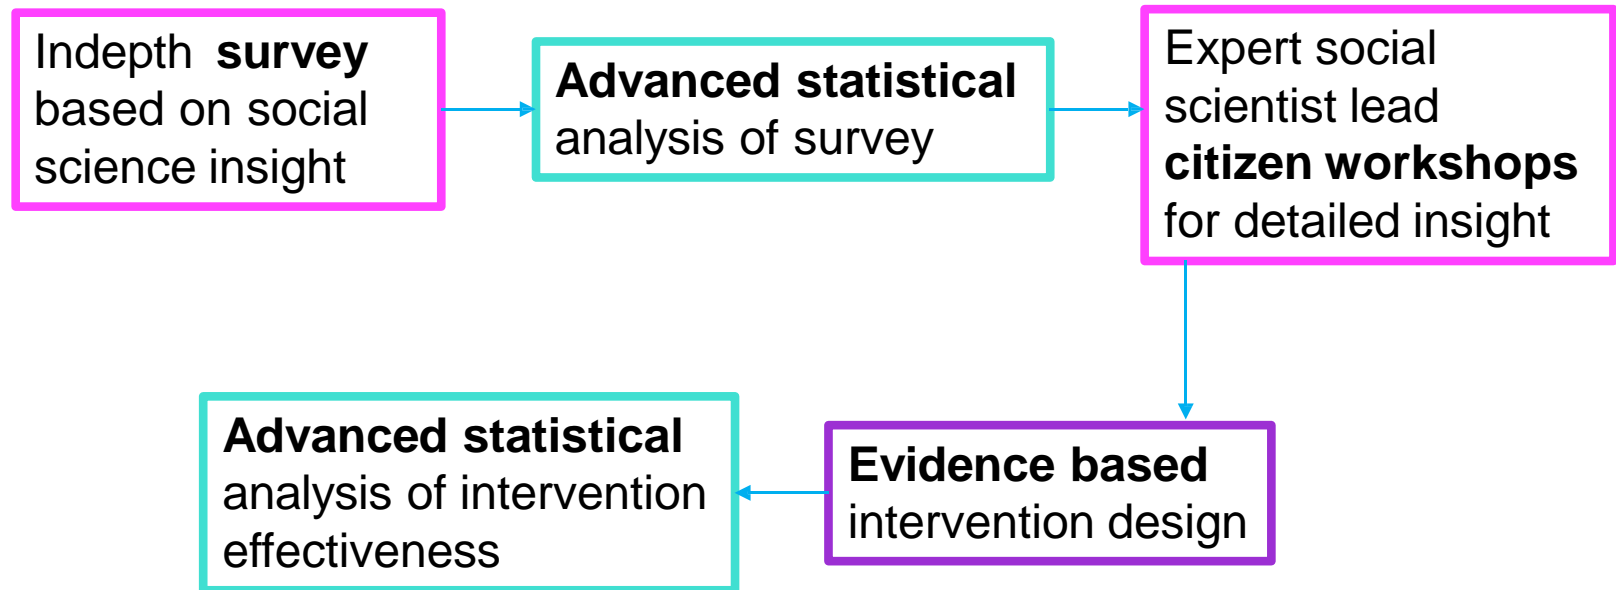 Indepth survey
based on social
science insight
Advanced statistical
analysis of survey
Expert social
scientist lead
citizen workshops
for detailed insight
Evidence based
intervention design
Advanced statistical
analysis of intervention
effectiveness